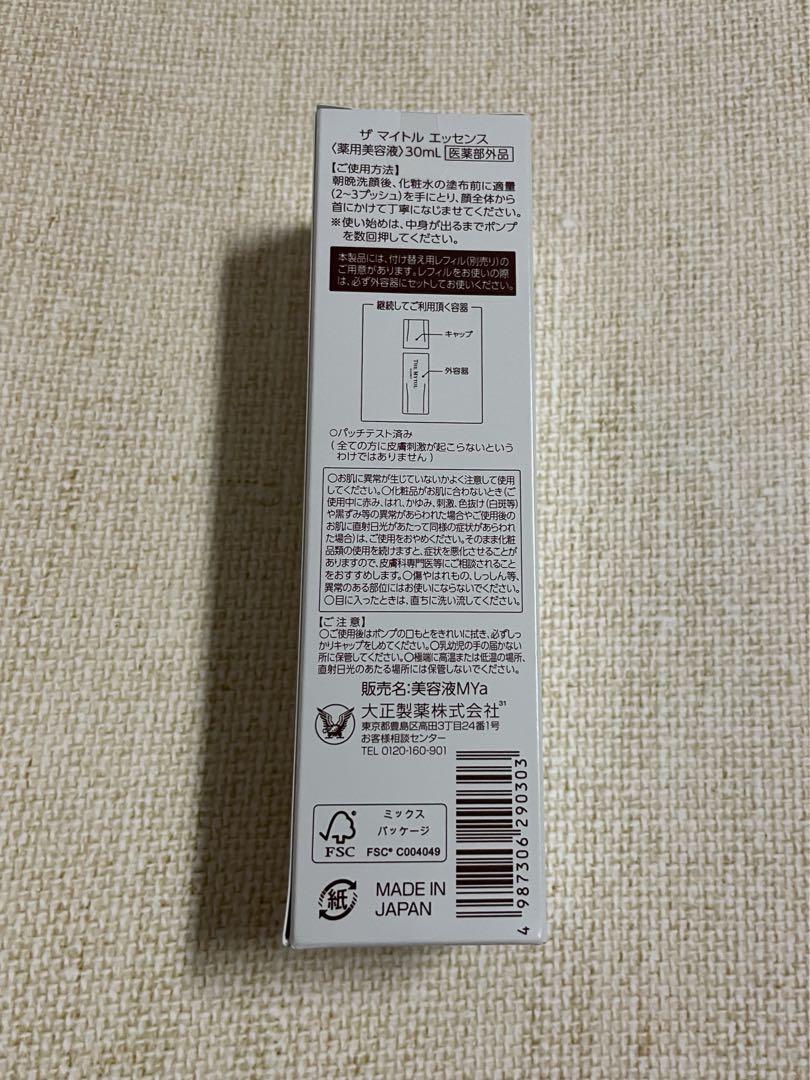 ザ マイトル エッセンス
〈薬用美容液〉30mL 医薬部外品
【ご使用方法】
朝晩洗顔後、化粧水の塗布前に適量
(2~3プッシュ)を手にとり、顔全体から
首にかけて丁寧になじませてください。
※使い始めは、中身が出るまでポンプ
を数回押してください。
本製品には、付け替え用レフィル(別売り)の
ご用意があります。レフィルをお使いの際
は、必ず外容器にセットしてお使いください。
継続してご利用頂く容器
キャップ
THE MYTOL
外容器
○パッチテスト済み
(全ての方に皮膚刺激が起こらないという
わけではありません)
○お肌に異常が生じていないかよく注意して使用
してください。○化粧品がお肌に合わないとき(ご
使用中に赤み、はれ、かゆみ、刺激、色抜け(白斑等)
や黒ずみ等の異常があらわれた場合やご使用後の
お肌に直射日光があたって同様の症状があらわれ
た場合)は、ご使用をおやめください。そのまま化粧
品類の使用を続けますと、症状を悪化させることが
ありますので、皮膚科専門医等にご相談されること
をおすすめします。○傷やはれもの、しっしん等、
異常のある部位にはお使いにならないでください。
○目に入ったときは、直ちに洗い流してください。
【ご注意】
○ご使用後はポンプの口もとをきれいに拭き、必ずしっ
かりキャップをしめてください。○乳幼児の手の届かない
所に保管してください。○極端に高温または低温の場所、
直射日光のあたる場所には保管しないでください。
販売名:美容液MYa
大正製薬株式会社31
東京都豊島区高田3丁目24番1号
お客様相談センター
TEL 0120-160-901
ミックス
パッケージ
FSC
FSC® C004049
紙
MADE IN
JAPAN
4 987306 290303